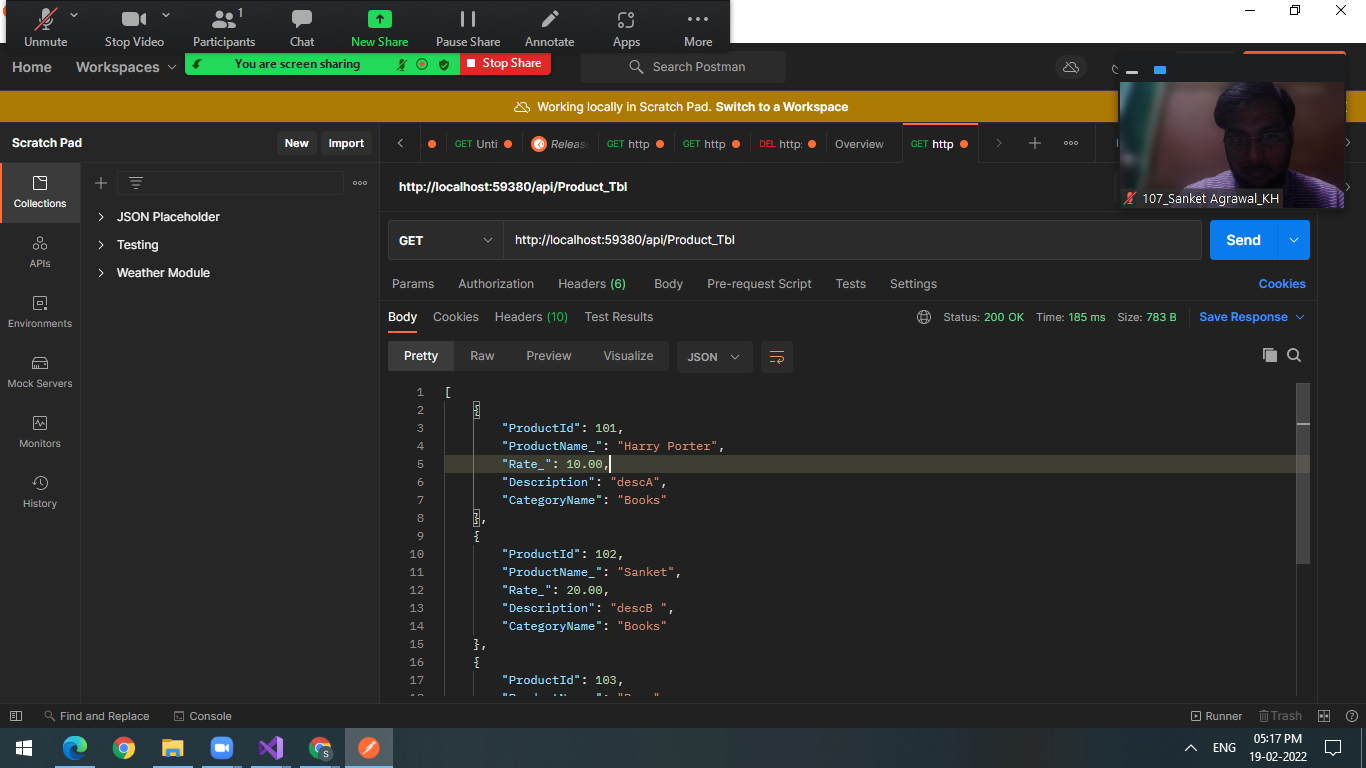 Unmute
Stop Video
Participants 1
Chat
New Share
Pause Share
Annotate
Apps
More
You are screen sharing
Stop Share
Home
Workspaces
Search Postman
Working locally in Scratch Pad. Switch to a Workspace
107_Sanket Agrawal_KH
Scratch Pad
New
Import
GET Unti
Releas
GET http
GET http
DEL http:
Overview
GET http
Collections
APIs
Environments
Mock Servers
Monitors
History
JSON Placeholder
Testing
Weather Module
http://localhost:59380/api/Product_Tbl
GET
http://localhost:59380/api/Product_Tbl
Send
Params
Authorization
Headers (6)
Body
Pre-request Script
Tests
Settings
Cookies
Body
Cookies
Headers (10)
Test Results
Status: 200 OK
Time: 185 ms
Size: 783 B
Save Response
Pretty
Raw
Preview
Visualize
JSON
1 [
2 {
3 "ProductId": 101,
4 "ProductName_": "Harry Porter",
5 "Rate_": 10.00,
6 "Description": "descA",
7 "CategoryName": "Books"
8 },
9 {
10 "ProductId": 102,
11 "ProductName_": "Sanket",
12 "Rate_": 20.00,
13 "Description": "descB ",
14 "CategoryName": "Books"
15 },
16 {
17 "ProductId": 103,
Find and Replace
Console
Runner
Trash
S
ENG
05:17 PM
19-02-2022